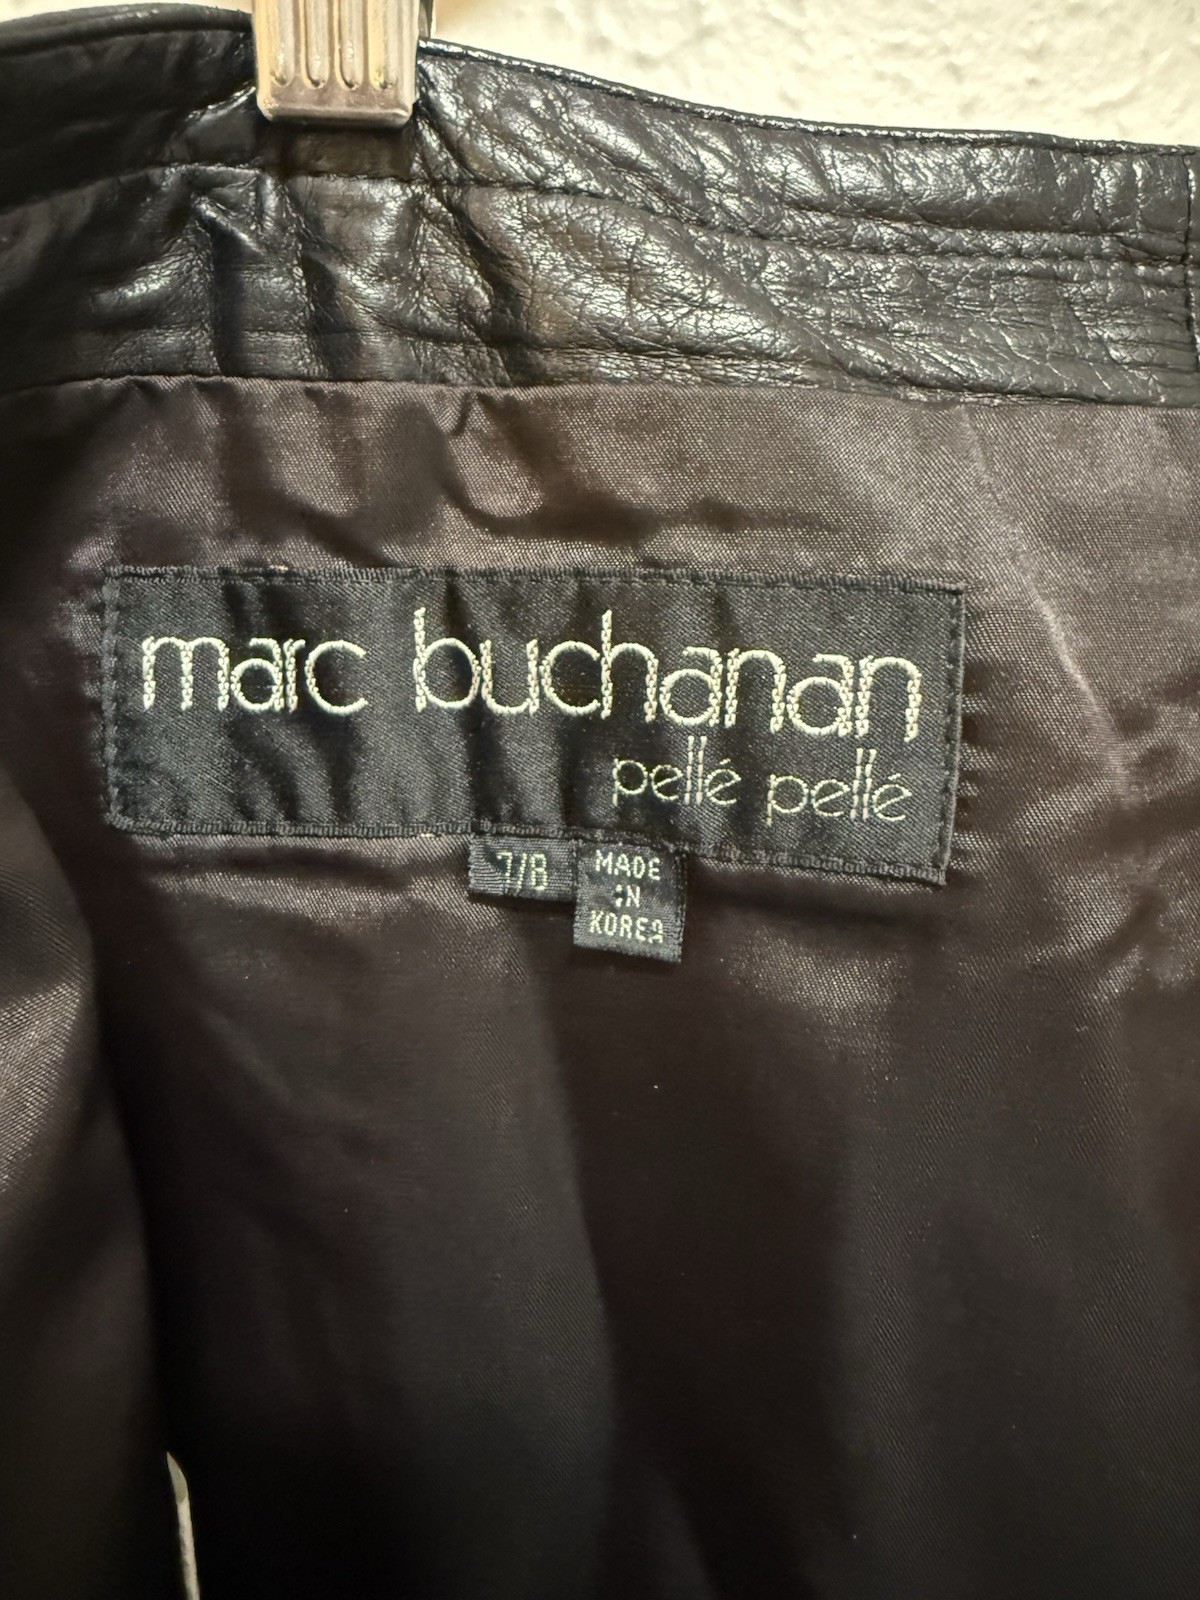 marc buchanan
pellé pellé
7/8
MADE
IN
KOREA